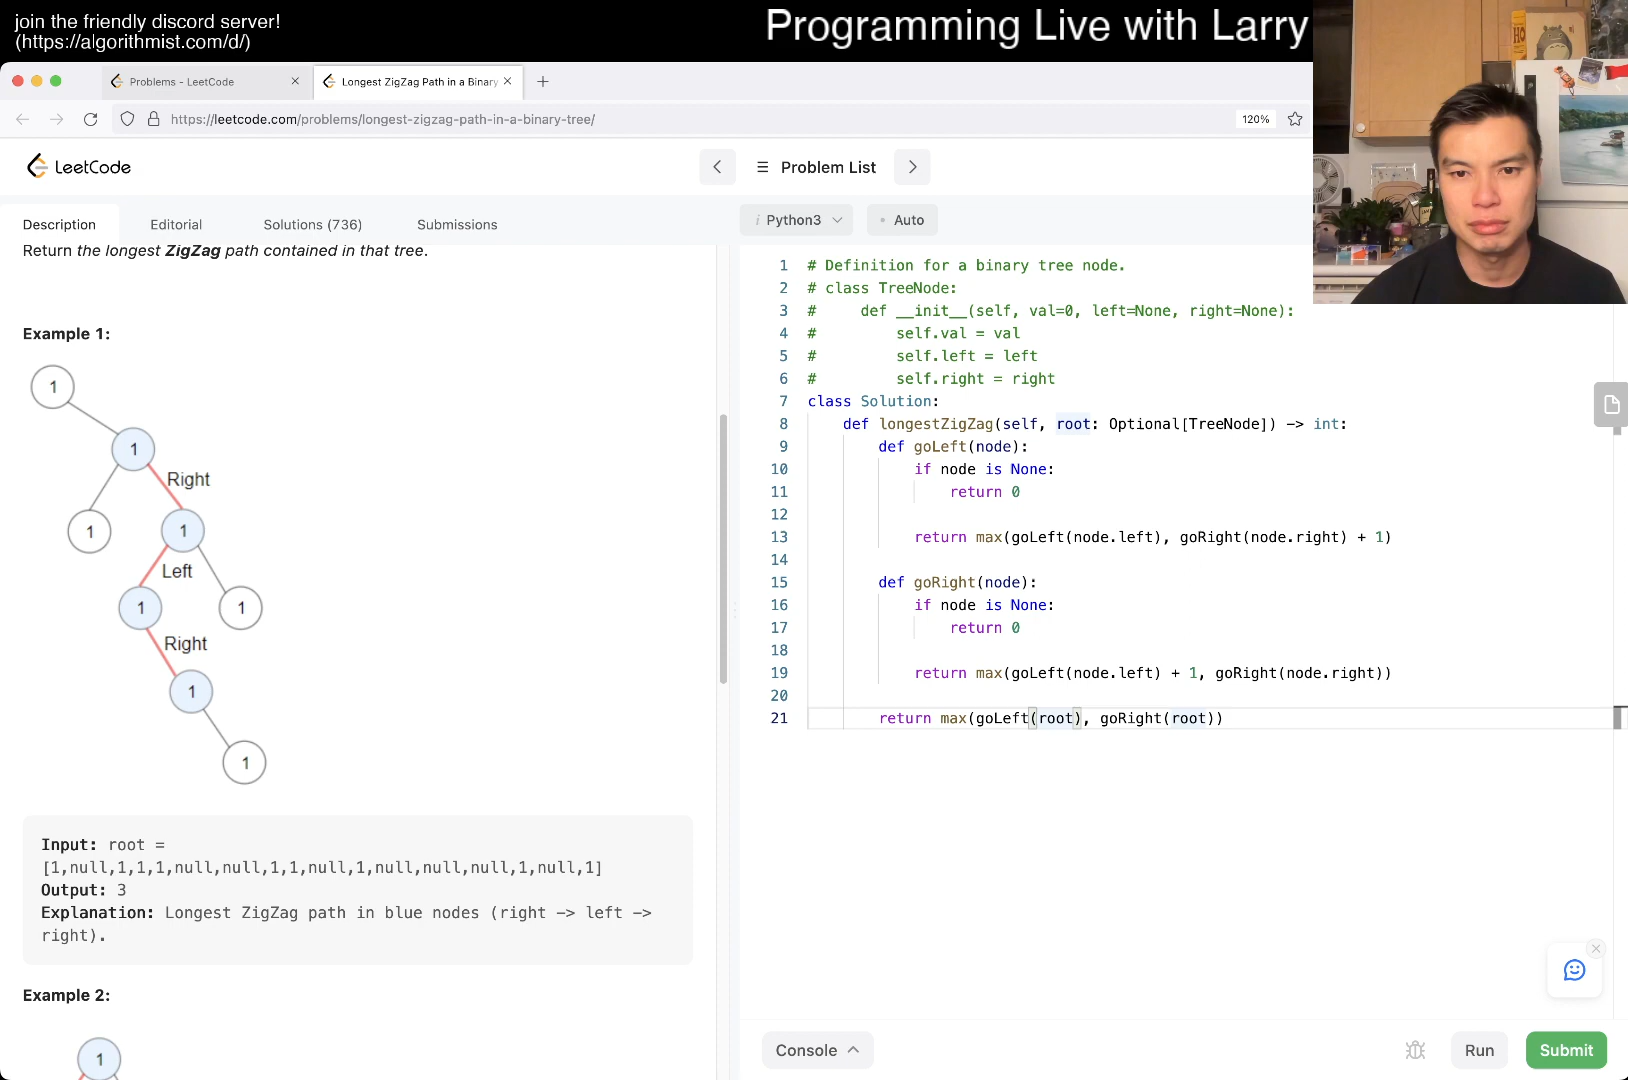 join the friendly discord server!
(https://algorithmist.com/d/)
Programming Live with Larry
Problems - LeetCode
Longest ZigZag Path in a Binary
https://leetcode.com/problems/longest-zigzag-path-in-a-binary-tree/
120%
LeetCode
Problem List
Description
Editorial
Solutions (736)
Submissions
Return the longest ZigZag path contained in that tree.
Example 1:
1
1
Right
1
1
Left
1
1
Right
1
1
Input: root =
[1,null,1,1,1,null,null,1,1,null,1,null,null,null,1,null,1]
Output: 3
Explanation: Longest ZigZag path in blue nodes (right -> left ->
right).
Example 2:
1
i Python3
Auto
1 # Definition for a binary tree node.
2 # class TreeNode:
3 #     def __init__(self, val=0, left=None, right=None):
4 #         self.val = val
5 #         self.left = left
6 #         self.right = right
7 class Solution:
8     def longestZigZag(self, root: Optional[TreeNode]) -> int:
9         def goLeft(node):
10             if node is None:
11                 return 0
12
13             return max(goLeft(node.left), goRight(node.right) + 1)
14
15         def goRight(node):
16             if node is None:
17                 return 0
18
19             return max(goLeft(node.left) + 1, goRight(node.right))
20
21         return max(goLeft(root), goRight(root))
Console
Run
Submit